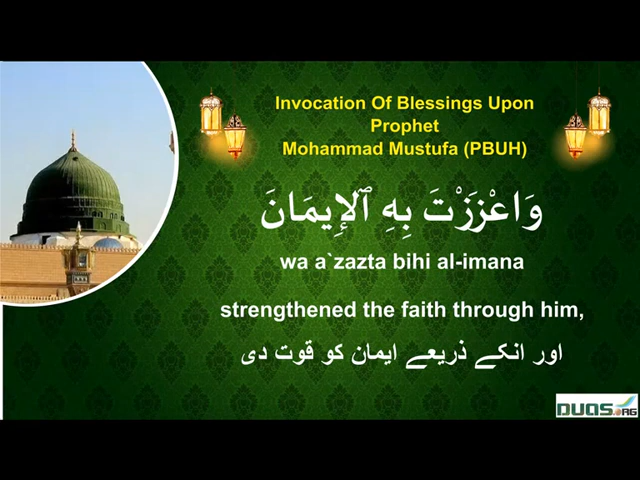 Invocation Of Blessings Upon
Prophet
Mohammad Mustufa (PBUH)
وَاعْزَزْتَ بِهِ ٱلإِيمَانَ
wa a`zazta bihi al-imana
strengthened the faith through him,
اور انکے ذریعے ایمان کو قوت دی
DUAS.ORG